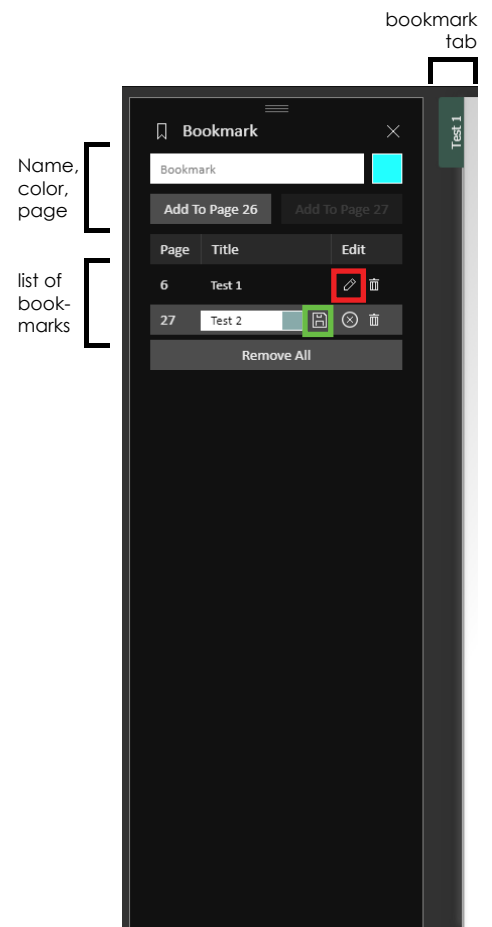 bookmark
tab
Bookmark
Test 1
Name,
color,
page
Bookmark
Add To Page 26 Add To Page 27
Page Title Edit
list of
book-
marks
6 Test 1
27 Test 2
Remove All